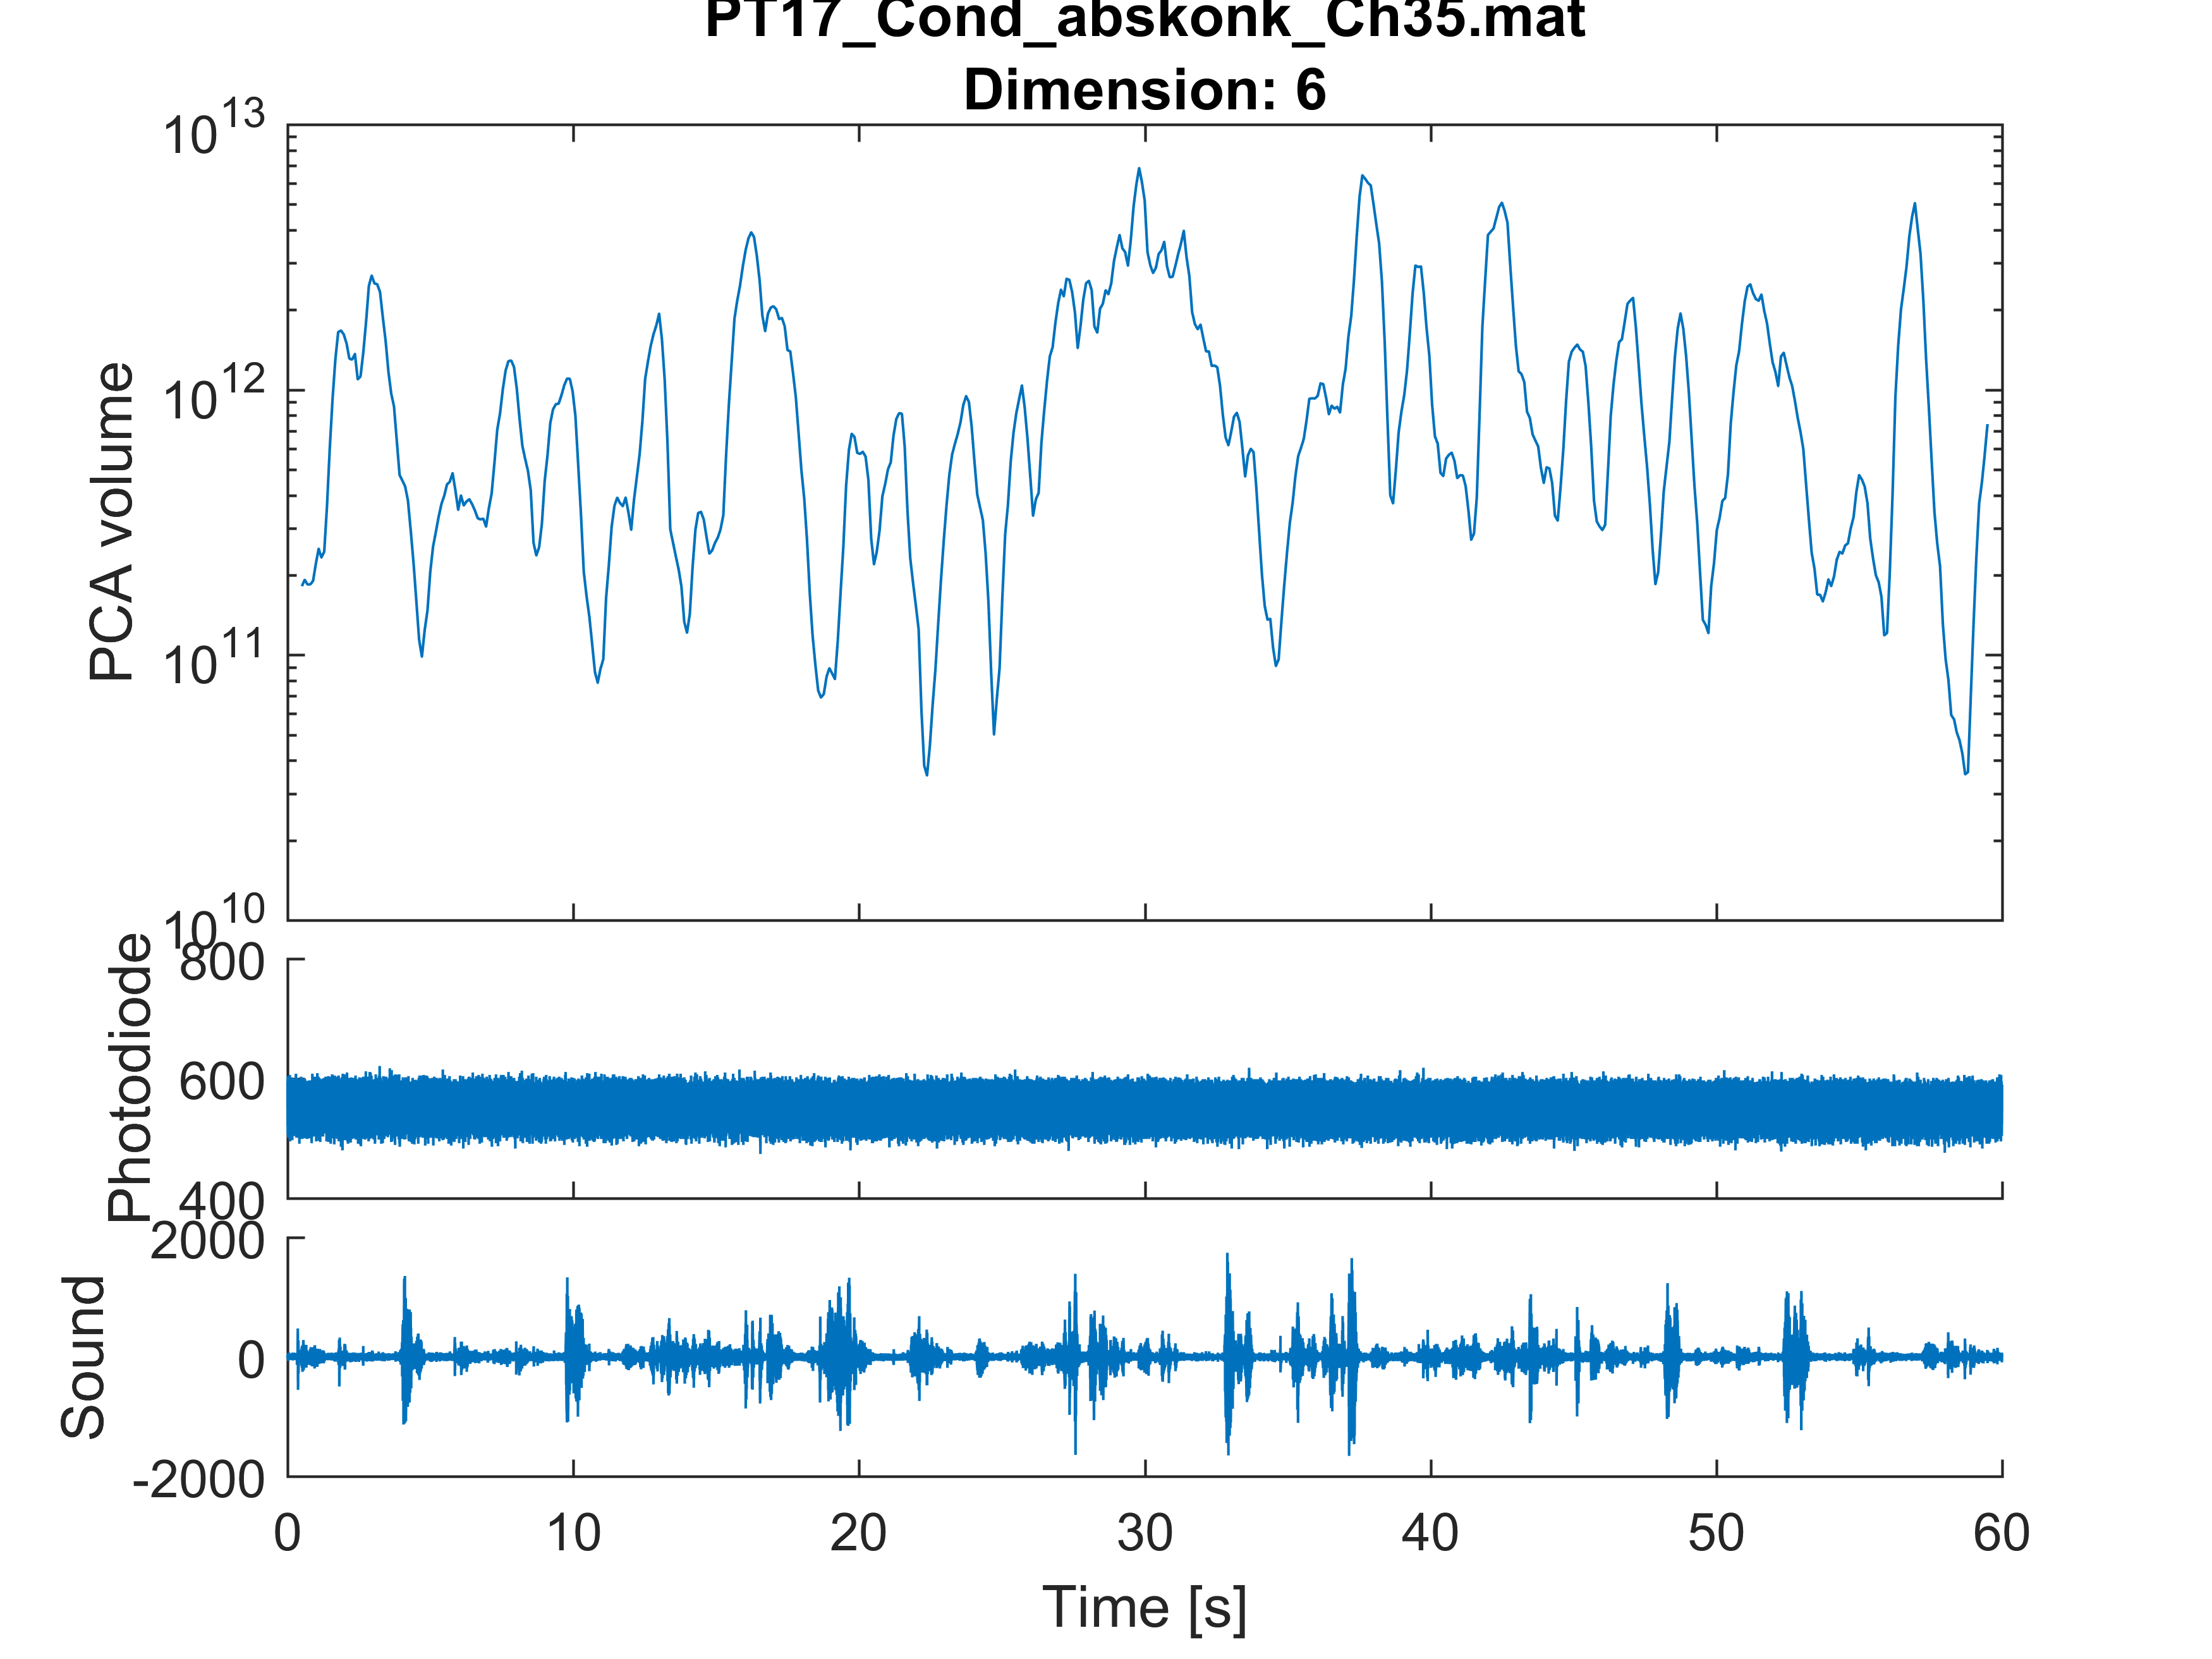 PT17_Cond_abskonk_Ch35.mat
Dimension: 6
10^13
10^12
10^11
10^10
PCA volume
800
600
400
Photodiode
2000
0
-2000
Sound
0 10 20 30 40 50 60
Time [s]